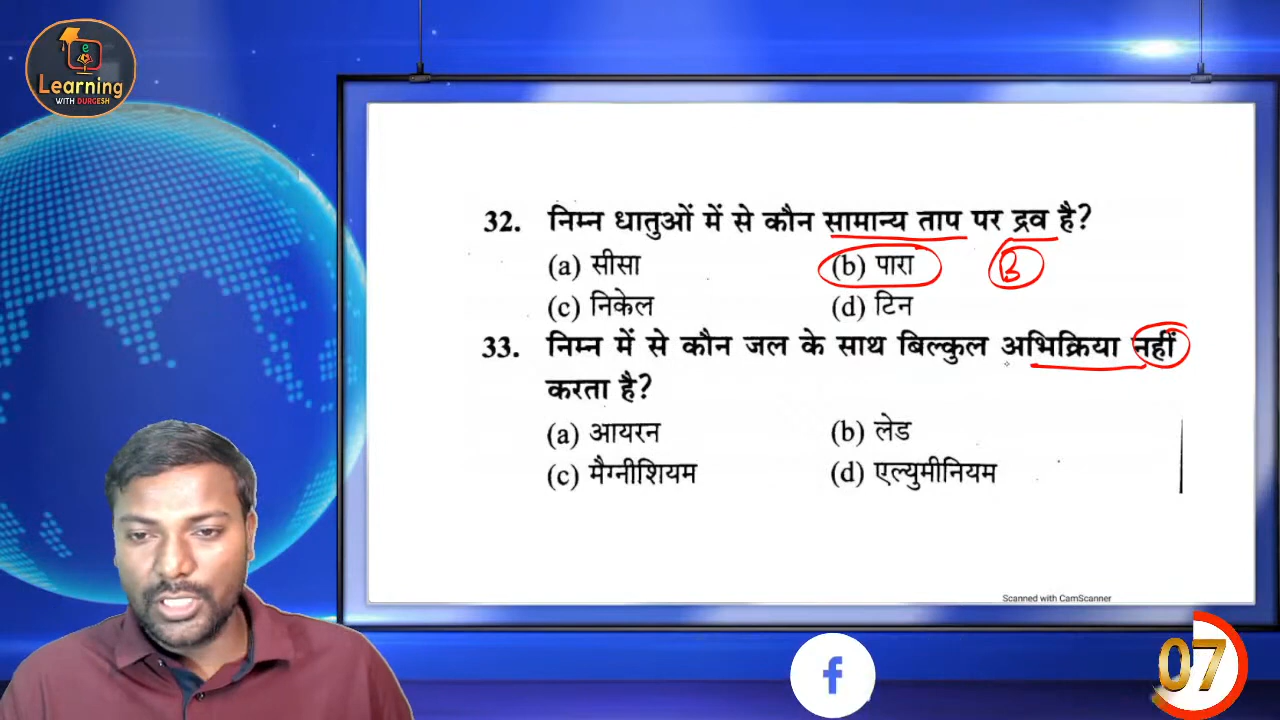 e
Learning
WITH DURGESH
32. निम्न धातुओं में से कौन सामान्य ताप पर द्रव है?
(a) सीसा (b) पारा B
(c) निकेल (d) टिन
33. निम्न में से कौन जल के साथ बिल्कुल अभिक्रिया नहीं
करता है?
(a) आयरन (b) लेड
(c) मैग्नीशियम (d) एल्युमीनियम
Scanned with CamScanner
f
07